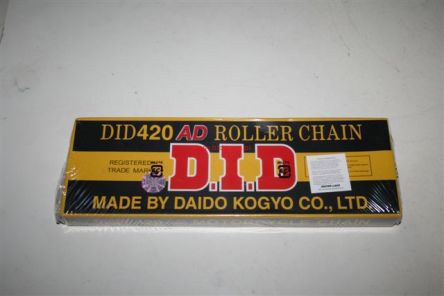 DID420 AD ROLLER CHAIN
REGISTERED
TRADE MARK
D.I.D
MADE BY DAIDO KOGYO CO., LTD